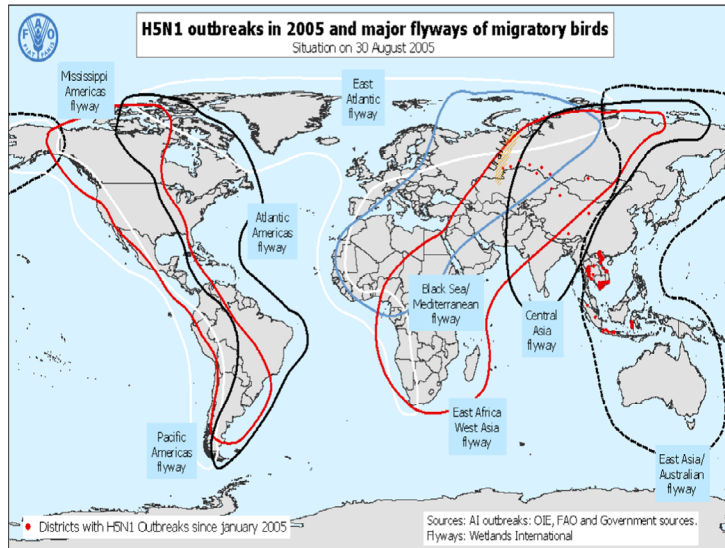 H5N1 outbreaks in 2005 and major flyways of migratory birds
Situation on 30 August 2005
FAO
FIAT
PANIS
Mississippi
Americas
flyway
East
Atlantic
flyway
Atlantic
Americas
flyway
Black Sea/
Mediterranean
flyway
Central
Asia
flyway
East Africa
West Asia
flyway
Pacific
Americas
flyway
East Asia/
Australian
flyway
Districts with H5N1 Outbreaks since january 2005
Sources: AI outbreaks: OIE, FAO and Government sources.
Flyways: Wetlands International